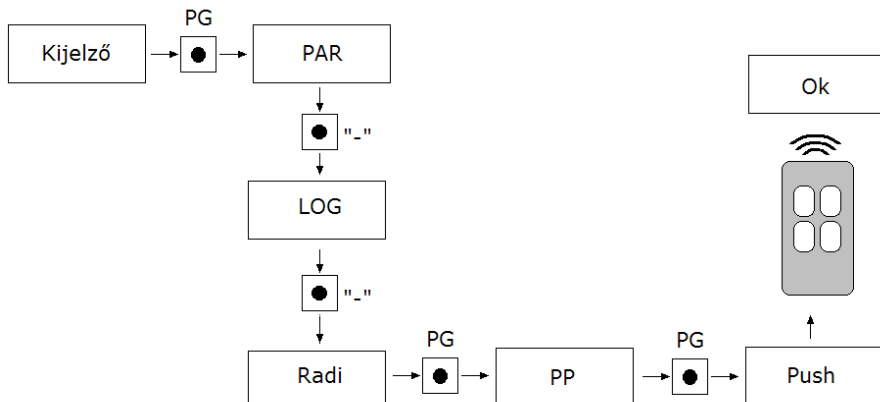 PG
Kijelző
PAR
Ok
"-"
LOG
"-"
PG
PG
Radi
PP
Push